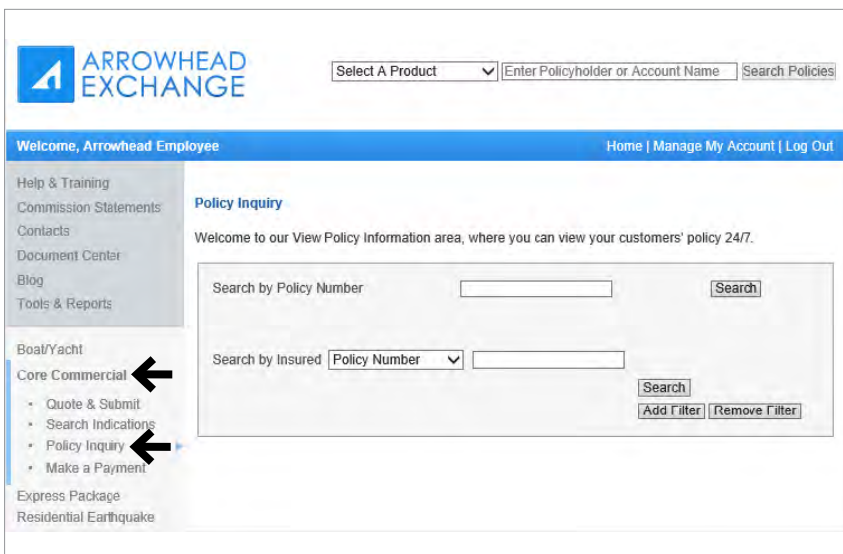 ARROWHEAD
EXCHANGE
Select A Product
Enter Policyholder or Account Name
Search Policies
Welcome, Arrowhead Employee
Home | Manage My Account | Log Out
Help & Training
Commission Statements
Contacts
Document Center
Blog
Tools & Reports
Boat/Yacht
Core Commercial
• Quote & Submit
• Search Indications
• Policy Inquiry
• Make a Payment
Express Package
Residential Earthquake
Policy Inquiry
Welcome to our View Policy Information area, where you can view your customers' policy 24/7.
Search by Policy Number
Search
Search by Insured Policy Number
Search
Add Filter Remove Filter